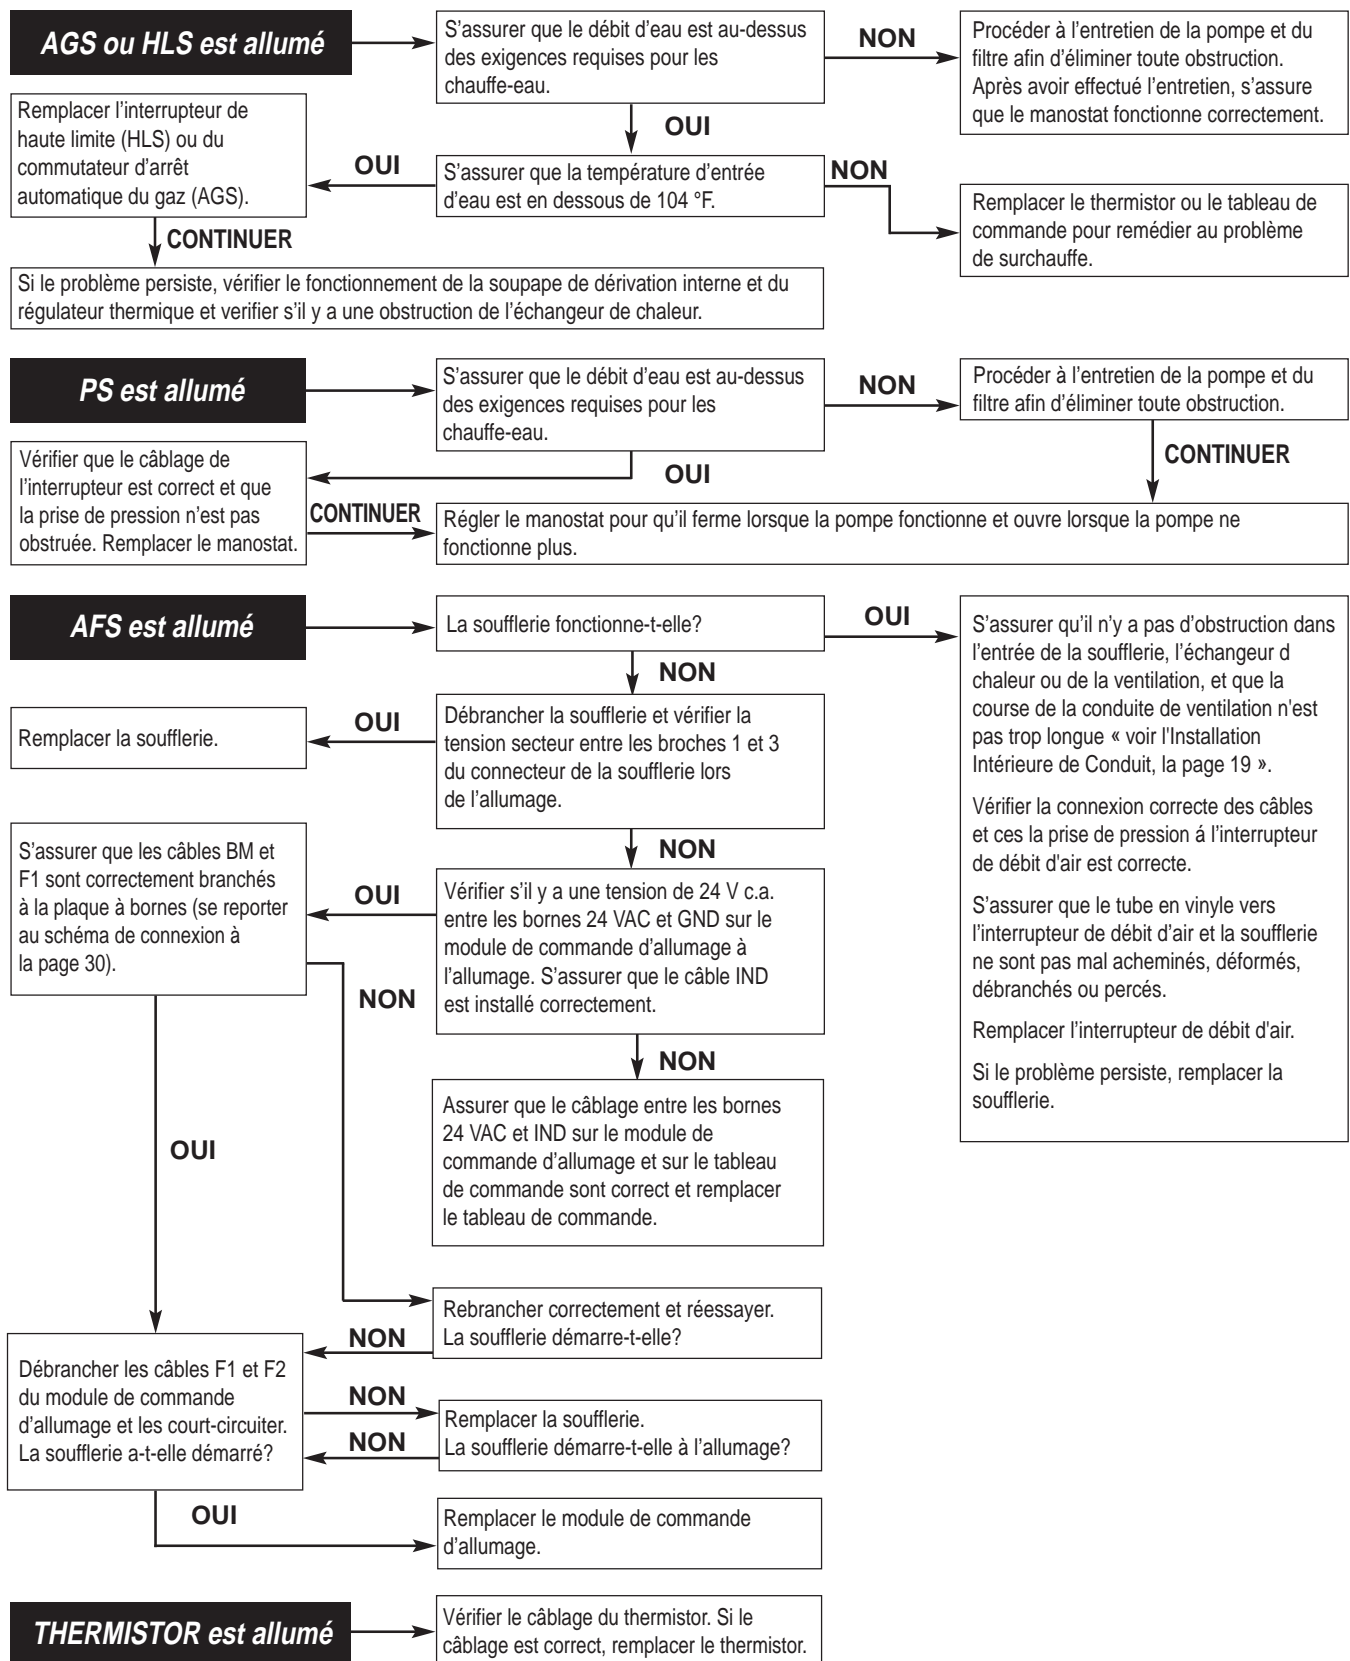 AGS ou HLS est allumé
S'assurer que le débit d'eau est au-dessus
des exigences requises pour les
chauffe-eau.
NON
Procéder à l'entretien de la pompe et du
filtre afin d'éliminer toute obstruction.
Après avoir effectué l'entretien, s'assure
que le manostat fonctionne correctement.
OUI
Remplacer l'interrupteur de
haute limite (HLS) ou du
commutateur d'arrêt
automatique du gaz (AGS).
OUI
S'assurer que la température d'entrée
d'eau est en dessous de 104 °F.
NON
Remplacer le thermistor ou le tableau de
commande pour remédier au problème
de surchauffe.
CONTINUER
Si le problème persiste, vérifier le fonctionnement de la soupape de dérivation interne et du
régulateur thermique et verifier s'il y a une obstruction de l'échangeur de chaleur.
PS est allumé
S'assurer que le débit d'eau est au-dessus
des exigences requises pour les
chauffe-eau.
NON
Procéder à l'entretien de la pompe et du
filtre afin d'éliminer toute obstruction.
OUI
CONTINUER
Vérifier que le câblage de
l'interrupteur est correct et que
la prise de pression n'est pas
obstruée. Remplacer le manostat.
CONTINUER
Régler le manostat pour qu'il ferme lorsque la pompe fonctionne et ouvre lorsque la pompe ne
fonctionne plus.
AFS est allumé
La soufflerie fonctionne-t-elle?
OUI
S'assurer qu'il n'y a pas d'obstruction dans
l'entrée de la soufflerie, l'échangeur d
chaleur ou de la ventilation, et que la
course de la conduite de ventilation n'est
pas trop longue « voir l'Installation
Intérieure de Conduit, la page 19 ».
Vérifier la connexion correcte des câbles
et ces la prise de pression á l'interrupteur
de débit d'air est correcte.
S'assurer que le tube en vinyle vers
l'interrupteur de débit d'air et la soufflerie
ne sont pas mal acheminés, déformés,
débranchés ou percés.
Remplacer l'interrupteur de débit d'air.
Si le problème persiste, remplacer la
soufflerie.
NON
Remplacer la soufflerie.
OUI
Débrancher la soufflerie et vérifier la
tension secteur entre les broches 1 et 3
du connecteur de la soufflerie lors
de l'allumage.
NON
S'assurer que les câbles BM et
F1 sont correctement branchés
à la plaque à bornes (se reporter
au schéma de connexion à
la page 30).
OUI
Vérifier s'il y a une tension de 24 V c.a.
entre les bornes 24 VAC et GND sur le
module de commande d'allumage à
l'allumage. S'assurer que le câble IND
est installé correctement.
NON
NON
Assurer que le câblage entre les bornes
24 VAC et IND sur le module de
commande d'allumage et sur le tableau
de commande sont correct et remplacer
le tableau de commande.
OUI
Rebrancher correctement et réessayer.
La soufflerie démarre-t-elle?
NON
Débrancher les câbles F1 et F2
du module de commande
d'allumage et les court-circuiter.
La soufflerie a-t-elle démarré?
NON
Remplacer la soufflerie.
La soufflerie démarre-t-elle à l'allumage?
NON
OUI
Remplacer le module de commande
d'allumage.
THERMISTOR est allumé
Vérifier le câblage du thermistor. Si le
câblage est correct, remplacer le thermistor.